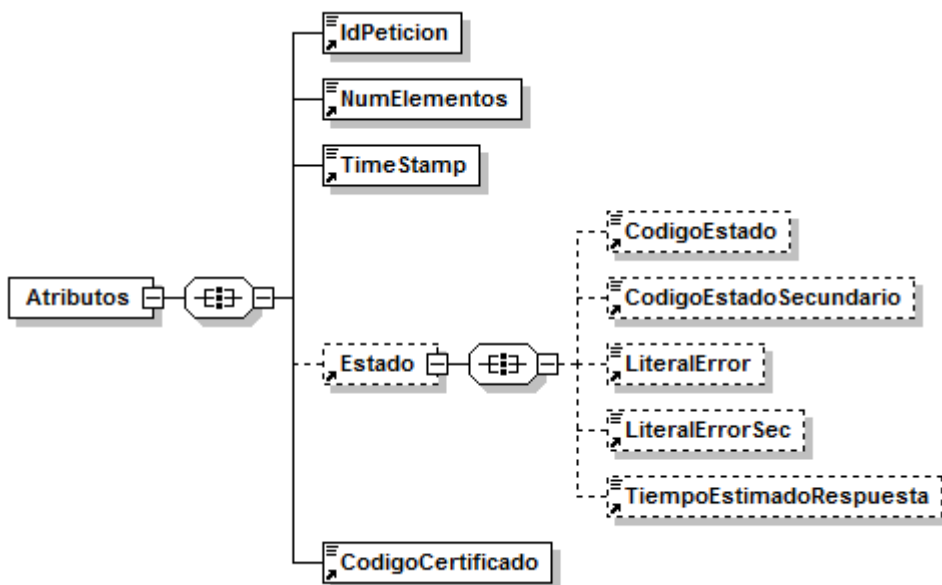 IdPeticion
NumElementos
TimeStamp
Atributos
Estado
CodigoEstado
CodigoEstadoSecundario
LiteralError
LiteralErrorSec
TiempoEstimadoRespuesta
CodigoCertificado